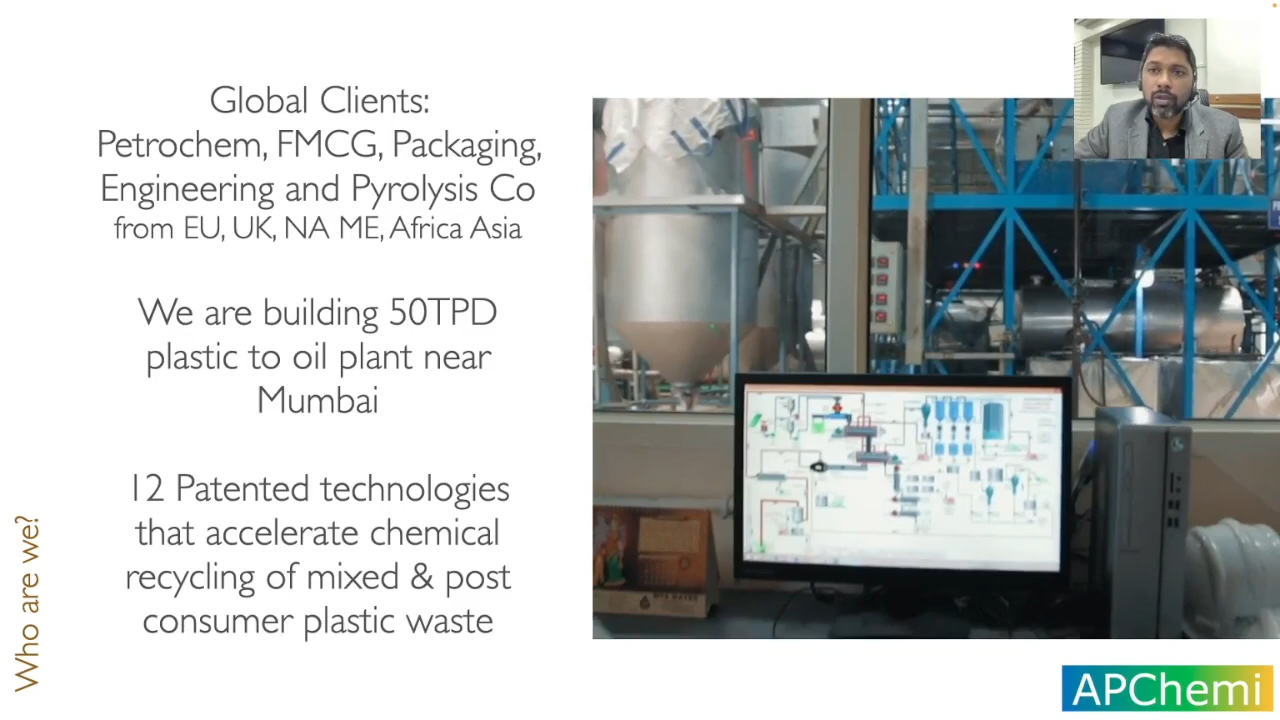 Global Clients:
Petrochem, FMCG, Packaging,
Engineering and Pyrolysis Co
from EU, UK, NA ME, Africa Asia
We are building 50TPD
plastic to oil plant near
Mumbai
12 Patented technologies
that accelerate chemical
recycling of mixed & post
consumer plastic waste
Who are we?
APChemi